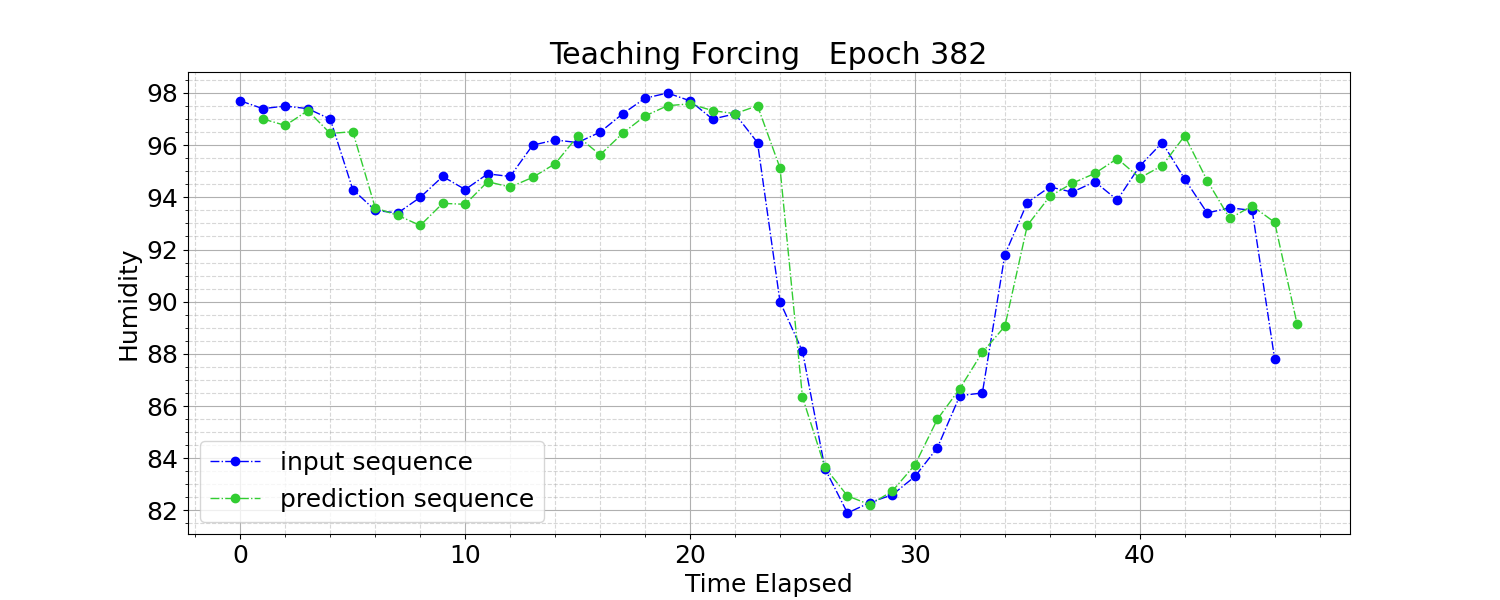 Teaching Forcing   Epoch 382
Humidity
98
96
94
92
90
88
86
84
82
input sequence
prediction sequence
0 10 20 30 40
Time Elapsed